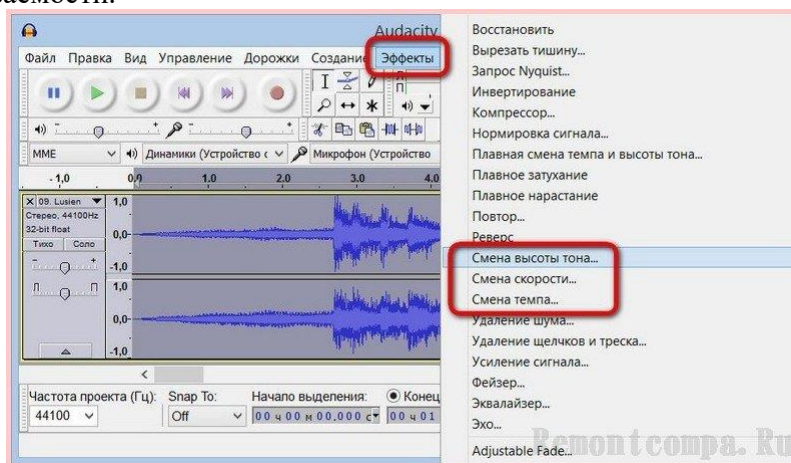 Audacity
Файл Правка Вид Управление Дорожки Создание Эффекты
MME
Динамики (Устройство с
Микрофон (Устройство
- 1,0 0,0 1.0 2.0 3.0 4.0
09. Lusien
Стерео, 44100Hz
32-bit float
Тихо Соло
- +
Л П
1,0
0,0-
-1,0
1,0
0,0-
-1,0
Частота проекта (Гц): Snap To: Начало выделения: Конец
44100 Off 00 ч 00 м 00.000 с 00 ч 01
Восстановить
Вырезать тишину...
Запрос Nyquist...
Инвертирование
Компрессор...
Нормировка сигнала...
Плавная смена темпа и высоты тона...
Плавное затухание
Плавное нарастание
Повтор...
Реверс
Смена высоты тона...
Смена скорости...
Смена темпа...
Удаление шума...
Удаление щелчков и треска...
Усиление сигнала...
Фейзер...
Эквалайзер...
Эхо...
Adjustable Fade...
Remontcompa.Ru